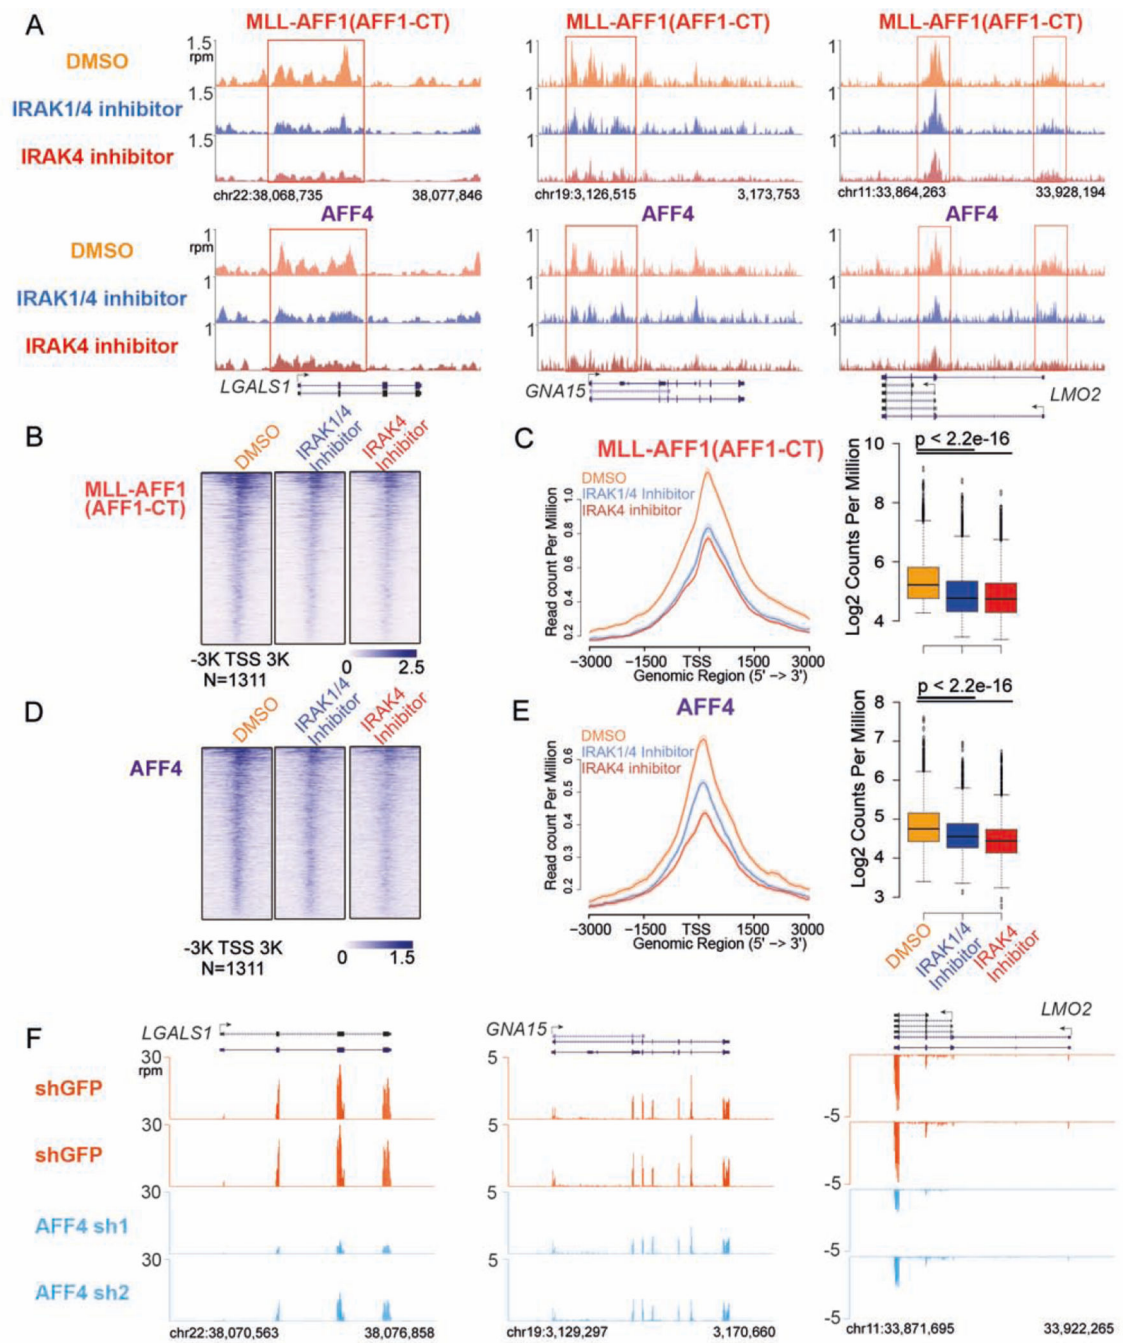 A
MLL-AFF1(AFF1-CT) MLL-AFF1(AFF1-CT) MLL-AFF1(AFF1-CT)
DMSO 1.5 rpm 1 1
IRAK1/4 inhibitor 1.5 1 1
IRAK4 inhibitor 1.5 1 1
chr22:38,068,735 38,077,846 chr19:3,126,515 3,173,753 chr11:33,864,263 33,928,194
AFF4 AFF4 AFF4
DMSO 1 rpm 1 1
IRAK1/4 inhibitor 1 1 1
IRAK4 inhibitor 1 1 1
LGALS1 GNA15 LMO2
B
DMSO
IRAK1/4 Inhibitor
IRAK4 Inhibitor
MLL-AFF1
(AFF1-CT)
-3K TSS 3K
N=1311
0 2.5
C
MLL-AFF1(AFF1-CT)
DMSO
IRAK1/4 Inhibitor
IRAK4 inhibitor
Read count Per Million
1.0
0.8
0.6
0.4
0.2
−3000 −1500 TSS 1500 3000
Genomic Region (5' −> 3')
p < 2.2e-16
Log2 Counts Per Million
10
8
6
4
D
DMSO
IRAK1/4 Inhibitor
IRAK4 Inhibitor
AFF4
-3K TSS 3K
N=1311
0 1.5
E
AFF4
DMSO
IRAK1/4 Inhibitor
IRAK4 inhibitor
Read count Per Million
0.6
0.5
0.4
0.3
0.2
−3000 −1500 TSS 1500 3000
Genomic Region (5' −> 3')
p < 2.2e-16
Log2 Counts Per Million
8
7
6
5
4
3
DMSO
IRAK1/4 Inhibitor
IRAK4 Inhibitor
F
LGALS1 GNA15 LMO2
shGFP 30 rpm 5 -5
shGFP 30 5 -5
AFF4 sh1 30 5 -5
AFF4 sh2 30 5 -5
chr22:38,070,563 38,076,858 chr19:3,129,297 3,170,660 chr11:33,871,695 33,922,265